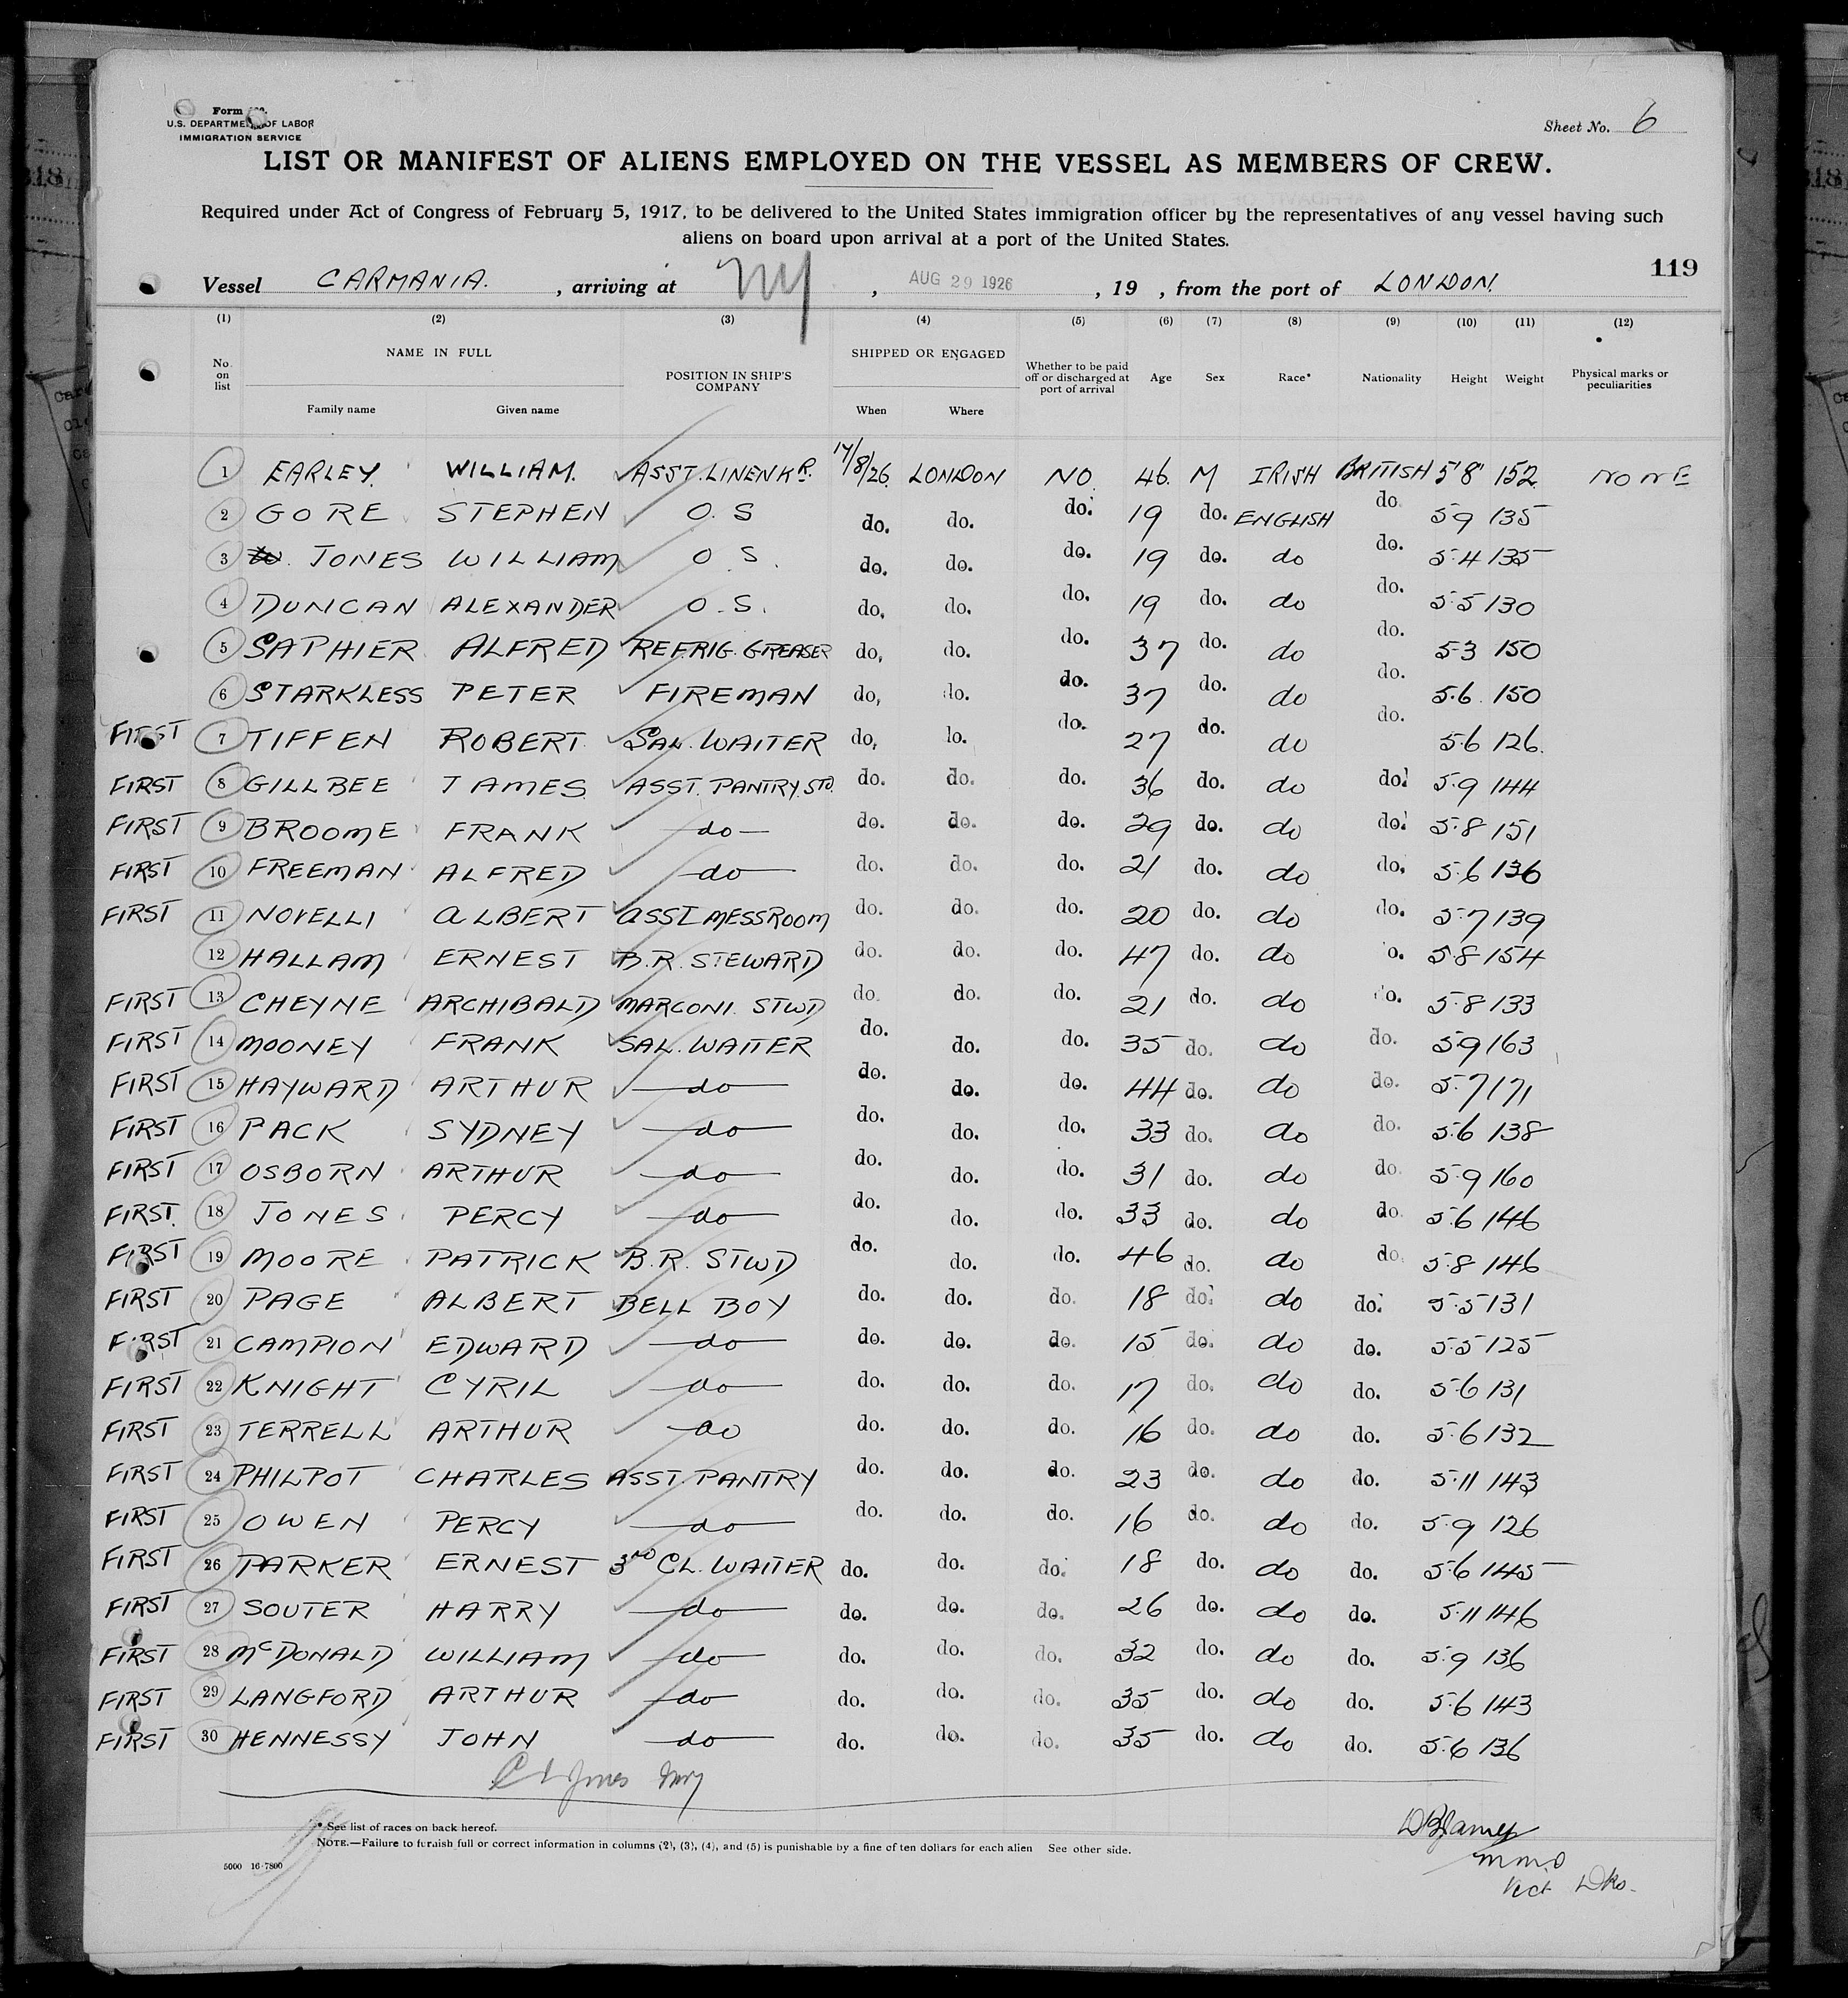 Form
U.S. DEPARTMENT OF LABOR
IMMIGRATION SERVICE
Sheet No. 6
LIST OR MANIFEST OF ALIENS EMPLOYED ON THE VESSEL AS MEMBERS OF CREW.
Required under Act of Congress of February 5, 1917, to be delivered to the United States immigration officer by the representatives of any vessel having such
aliens on board upon arrival at a port of the United States.
119
Vessel CARMANIA. , arriving at NY , AUG 29 1926 , 19 , from the port of LONDON.
(1) (2) (3) (4) (5) (6) (7) (8) (9) (10) (11) (12)
No. on list NAME IN FULL Family name Given name POSITION IN SHIP'S COMPANY SHIPPED OR ENGAGED When Where Whether to be paid off or discharged at port of arrival Age Sex Race* Nationality Height Weight Physical marks or peculiarities
1 EARLEY. WILLIAM. ASST. LINENKR. 14/8/26. LONDON NO. 46. M IRISH BRITISH 5'8" 152. NONE
2 GORE STEPHEN O. S do. do. do. 19 do. ENGLISH do. 5 9 135
3 JONES WILLIAM O. S. do. do. do. 19 do. do do. 5.4 135
4 DUNCAN ALEXANDER O.S. do. do. do. 19 do. do do. 5.5 130
5 SAPHIER ALFRED REFRIG. GREASER do. do. do. 37 do. do do. 5.3 150
6 STARKLESS PETER FIREMAN do. do. do. 37 do. do do. 5.6. 150
FIRST 7 TIFFEN ROBERT SAL. WAITER do. do. do. 27 do. do do. 5.6 126.
FIRST 8 GILLBEE JAMES. ASST. PANTRY. STD. do. do. do. 36 do. do do. 5.9 144
FIRST 9 BROOME FRANK do do. do. do. 29 do. do do. 5.8 151
FIRST 10 FREEMAN ALFRED do do. do. do. 21 do. do do. 5.6 136
FIRST 11 NOVELLI ALBERT ASST MESSROOM do. do. do. 20 do. do do. 5.7 139
12 HALLAM ERNEST B.R. STEWARD do. do. do. 47 do. do do. 5.8 154
FIRST 13 CHEYNE ARCHIBALD MARCONI. STWD do. do. do. 21 do. do do. 5.8 133
FIRST 14 MOONEY FRANK SAL. WAITER do. do. do. 35 do. do do. 5.9 163
FIRST 15 HAYWARD ARTHUR do do. do. do. 44 do. do do. 5.7 171
FIRST 16 PACK SYDNEY do do. do. do. 33 do. do do. 5.6 138
FIRST 17 OSBORN ARTHUR do do. do. do. 31 do. do do. 5.9 160
FIRST. 18 JONES PERCY do do. do. do. 33 do. do do. 5.6 146
FIRST 19 MOORE PATRICK B.R. STWD do. do. do. 46 do. do do. 5.8 146
FIRST 20 PAGE ALBERT BELL BOY do. do. do. 18 do. do do. 5.5 131
FIRST 21 CAMPION EDWARD do do. do. do. 15 do. do do. 5.5 125
FIRST 22 KNIGHT CYRIL do do. do. do. 17 do. do do. 5.6 131
FIRST 23 TERRELL ARTHUR do do. do. do. 16 do. do do. 5.6 132
FIRST 24 PHILPOT CHARLES ASST. PANTRY do. do. do. 23 do. do do. 5.11 143
FIRST 25 OWEN PERCY do do. do. do. 16 do. do do. 5.9 126
FIRST 26 PARKER ERNEST 3RD CL. WAITER do. do. do. 18 do. do do. 5.6 145
FIRST 27 SOUTER HARRY do do. do. do. 26 do. do do. 5.11 146
FIRST 28 McDONALD WILLIAM do do. do. do. 32 do. do do. 5.9 136
FIRST 29 LANGFORD ARTHUR do do. do. do. 35 do. do do. 5.6 143
FIRST 30 HENNESSY JOHN do do. do. do. 35 do. do do. 5.6 136
Jones
* See list of races on back hereof.
NOTE.—Failure to furnish full or correct information in columns (2), (3), (4), and (5) is punishable by a fine of ten dollars for each alien See other side.
5000 16-7800